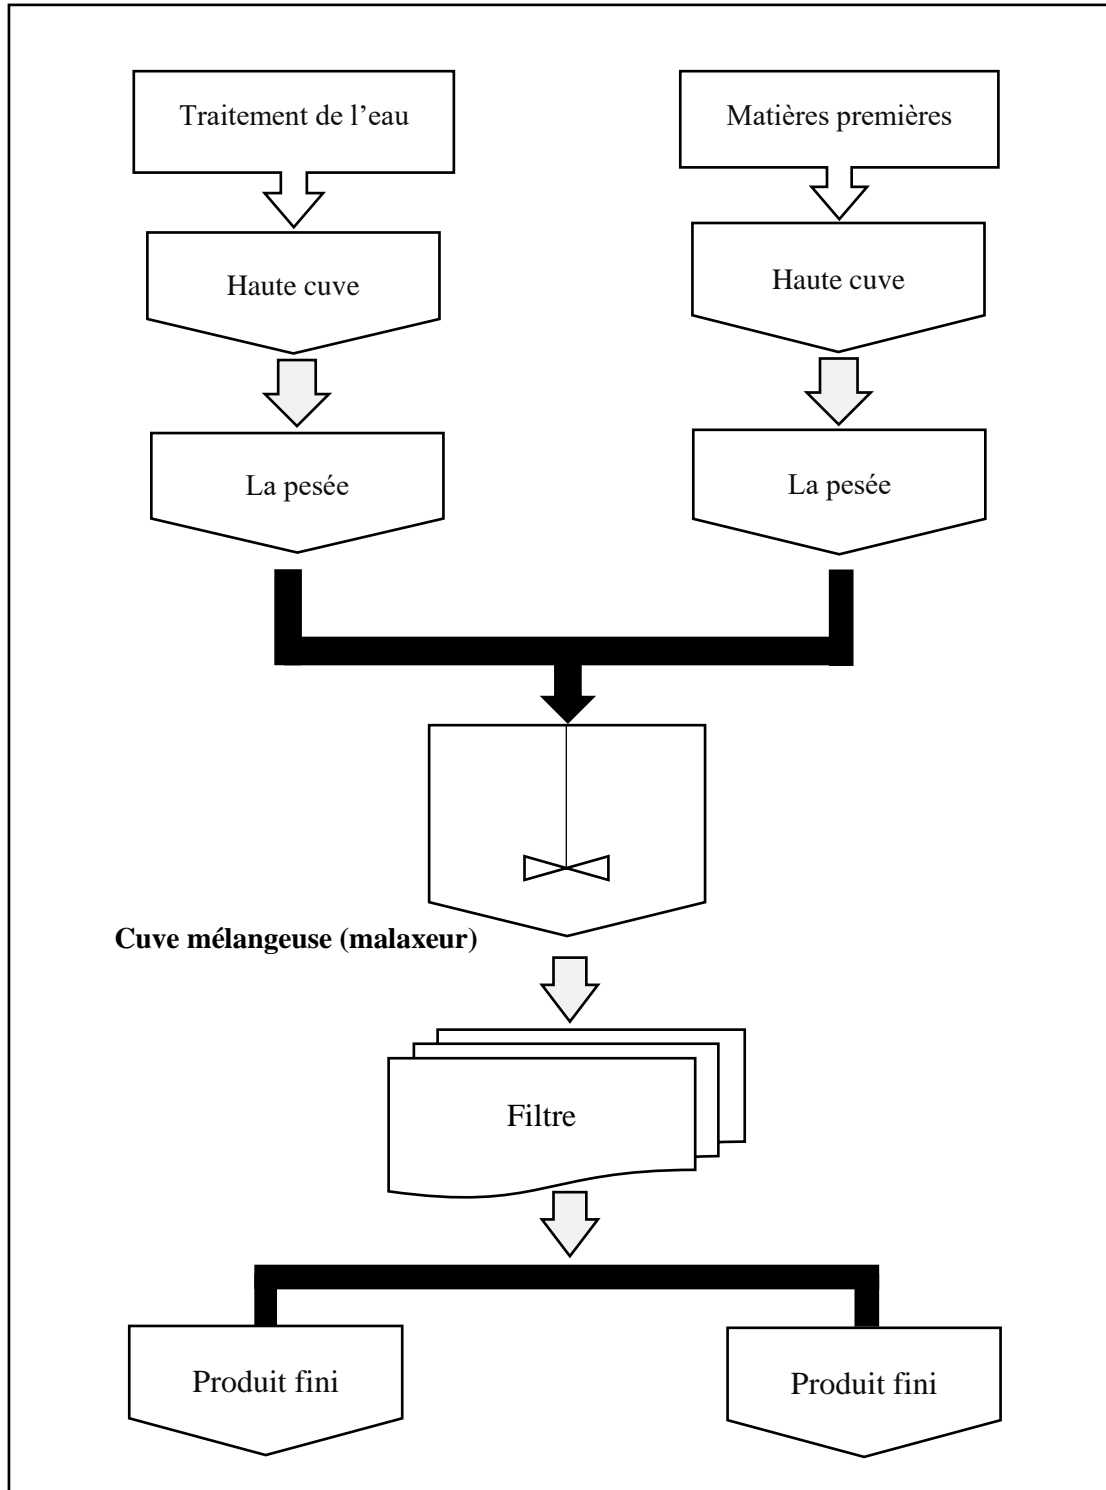 Traitement de l’eau
Matières premières
Haute cuve
Haute cuve
La pesée
La pesée
Cuve mélangeuse (malaxeur)
Filtre
Produit fini
Produit fini